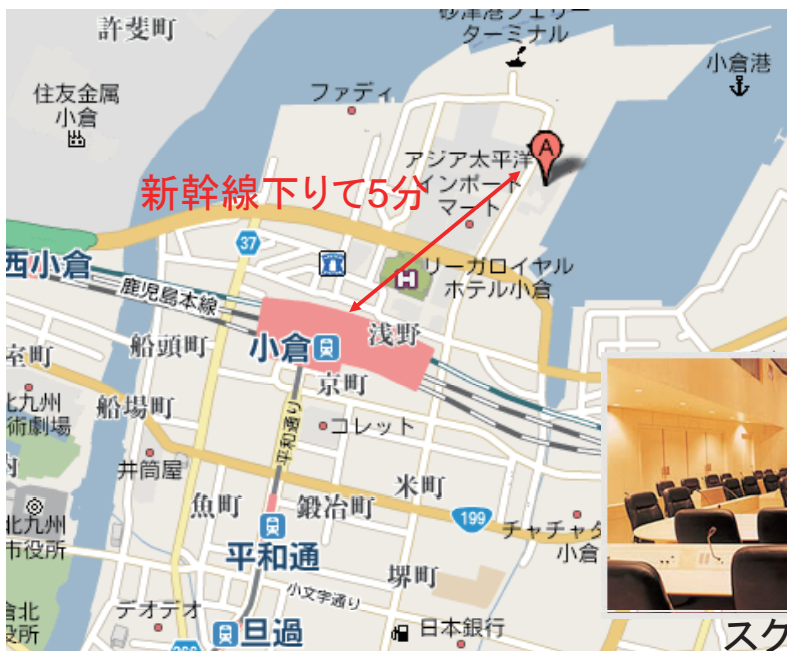 許斐町
砂津港フェリー
ターミナル
小倉港
住友金属
小倉
ファディ
アジア太平洋
インポート
マート
A
新幹線下りて5分
37
西小倉
鹿児島本線
H
リーガロイヤル
ホテル小倉
室町
船頭町
小倉
浅野
京町
北九州
術劇場
船場町
コレット
平和通り
内
井筒屋
米町
魚町
鍛冶町
199
チャチャタ
小倉
北九州
市役所
平和通
堺町
小文字通り
倉北
役所
デオデオ
旦過
266
日本銀行
スク